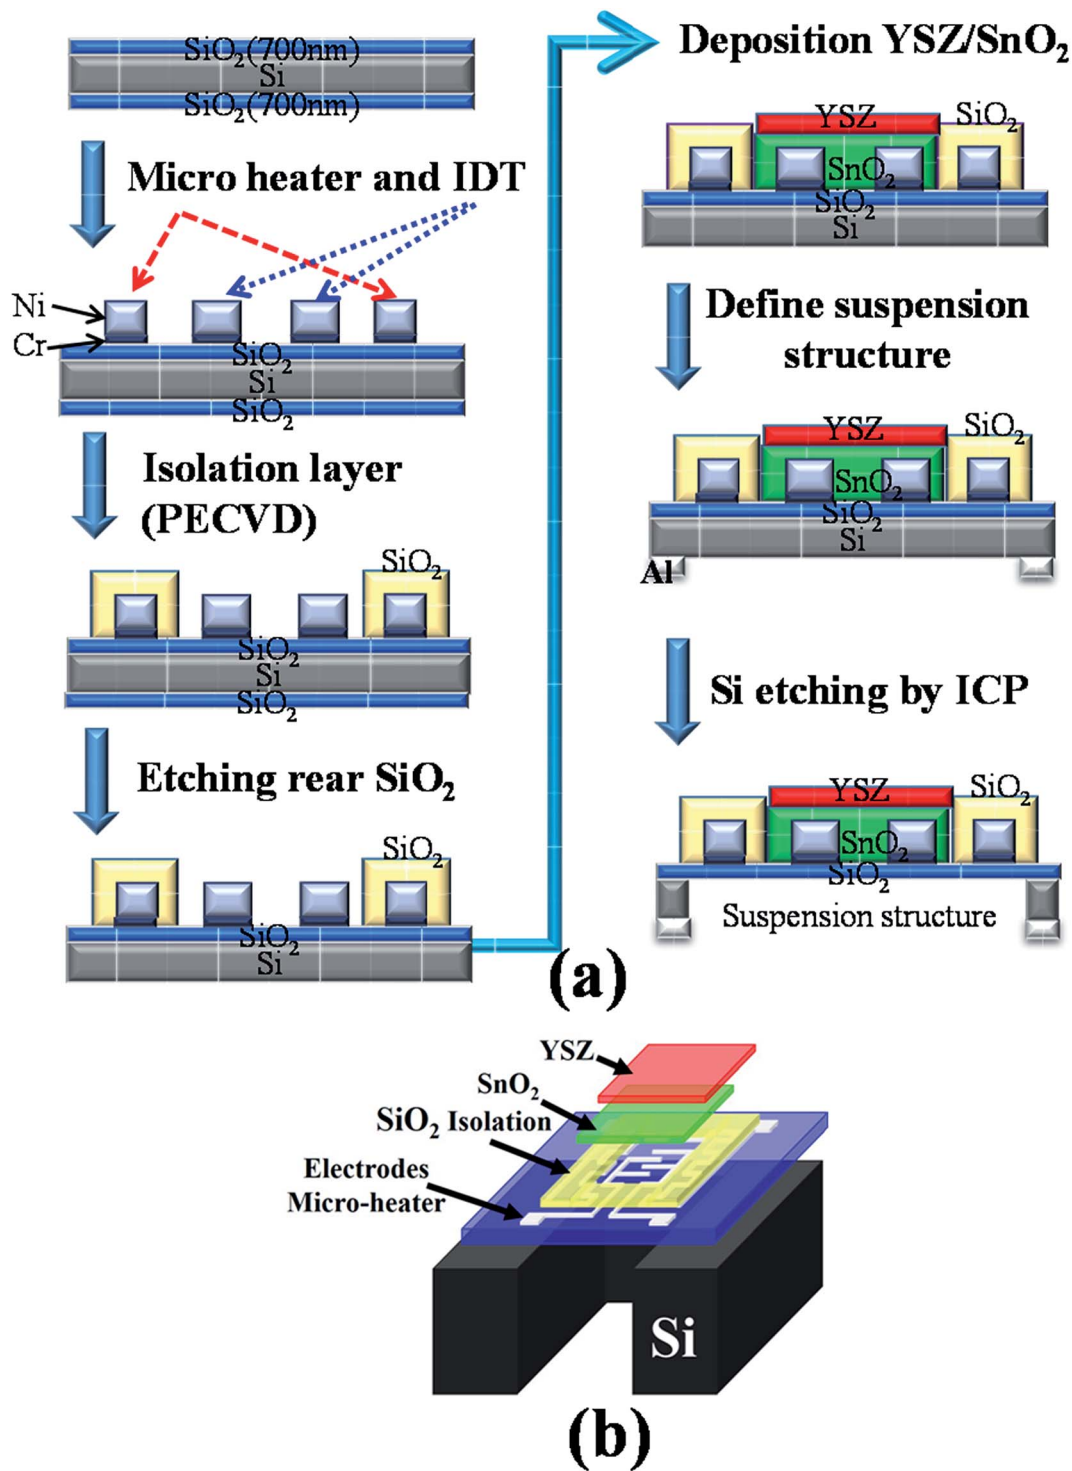 SiO2(700nm)
Si
SiO2(700nm)
Micro heater and IDT
Ni
Cr
SiO2
Si
SiO2
Isolation layer
(PECVD)
SiO2
SiO2
Si
SiO2
Etching rear SiO2
SiO2
SiO2
Si
Deposition YSZ/SnO2
YSZ
SiO2
SnO2
SiO2
Si
Define suspension
structure
YSZ
SiO2
SnO2
SiO2
Si
Al
Si etching by ICP
YSZ
SiO2
SnO2
SiO2
Suspension structure
(a)
YSZ
SnO2
SiO2 Isolation
Electrodes
Micro-heater
Si
(b)